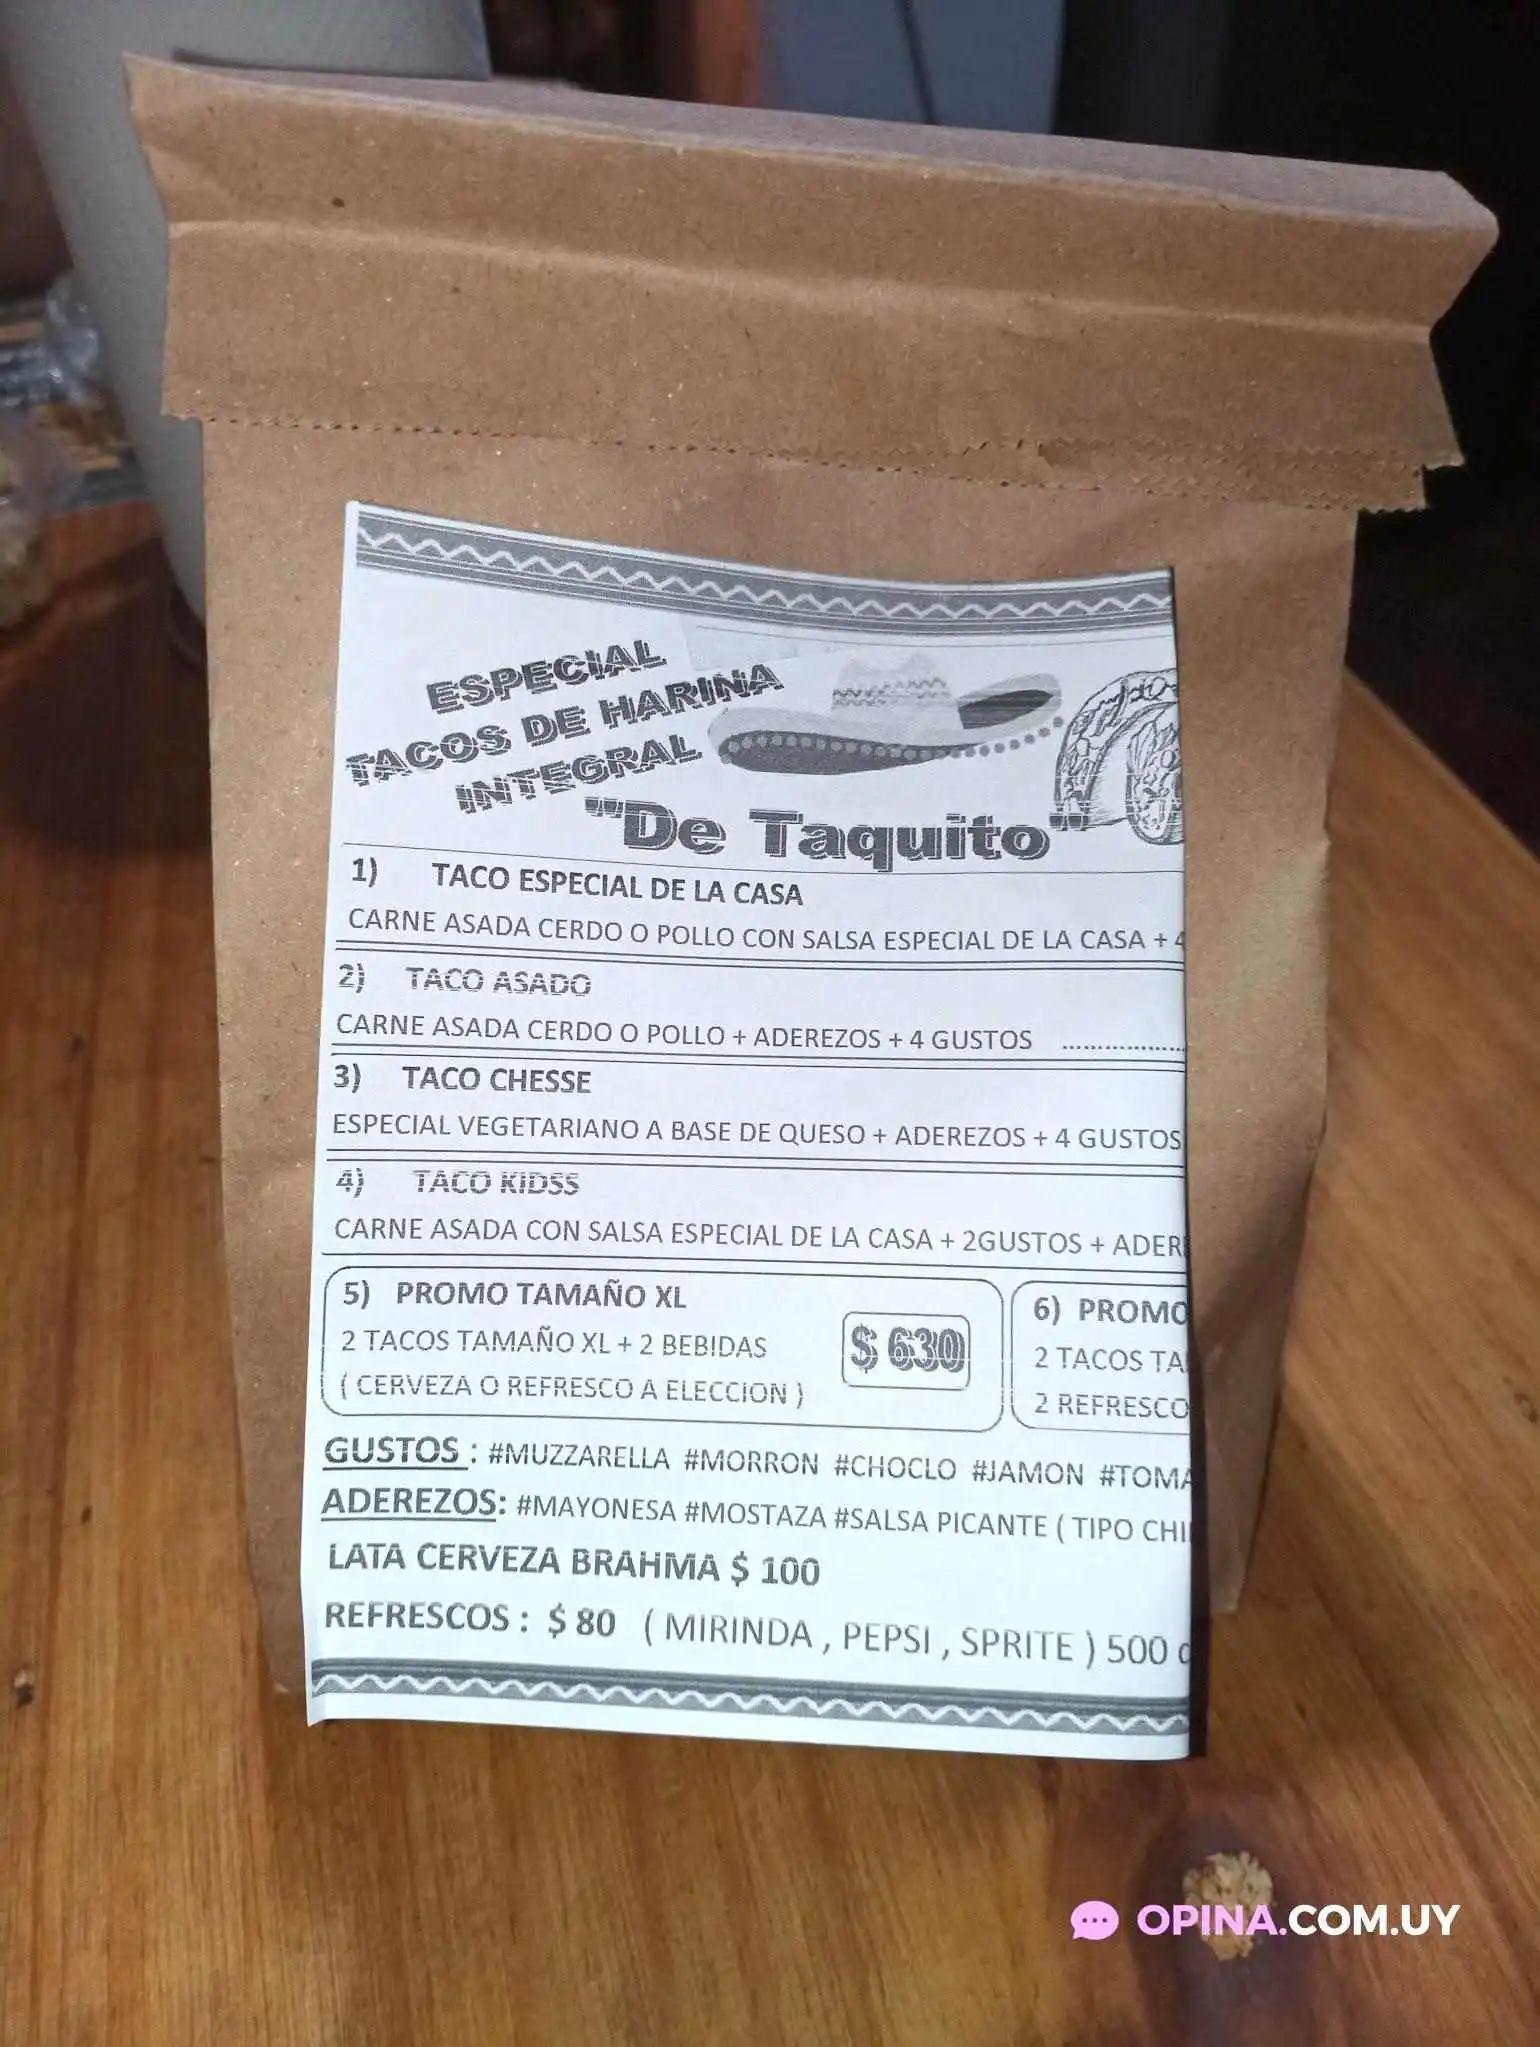 ESPECIAL
TACOS DE HARINA
INTEGRAL
"De Taquito"
1) TACO ESPECIAL DE LA CASA
CARNE ASADA CERDO O POLLO CON SALSA ESPECIAL DE LA CASA + 4
2) TACO ASADO
CARNE ASADA CERDO O POLLO + ADEREZOS + 4 GUSTOS ..................
3) TACO CHESSE
ESPECIAL VEGETARIANO A BASE DE QUESO + ADEREZOS + 4 GUSTOS
4) TACO KIDSS
CARNE ASADA CON SALSA ESPECIAL DE LA CASA + 2GUSTOS + ADER
5) PROMO TAMAÑO XL
2 TACOS TAMAÑO XL + 2 BEBIDAS
( CERVEZA O REFRESCO A ELECCION )
$ 630
6) PROMO
2 TACOS TA
2 REFRESCO
GUSTOS : #MUZZARELLA #MORRON #CHOCLO #JAMON #TOMA
ADEREZOS: #MAYONESA #MOSTAZA #SALSA PICANTE ( TIPO CHI
LATA CERVEZA BRAHMA $ 100
REFRESCOS : $ 80 ( MIRINDA , PEPSI , SPRITE ) 500 c
OPINA.COM.UY